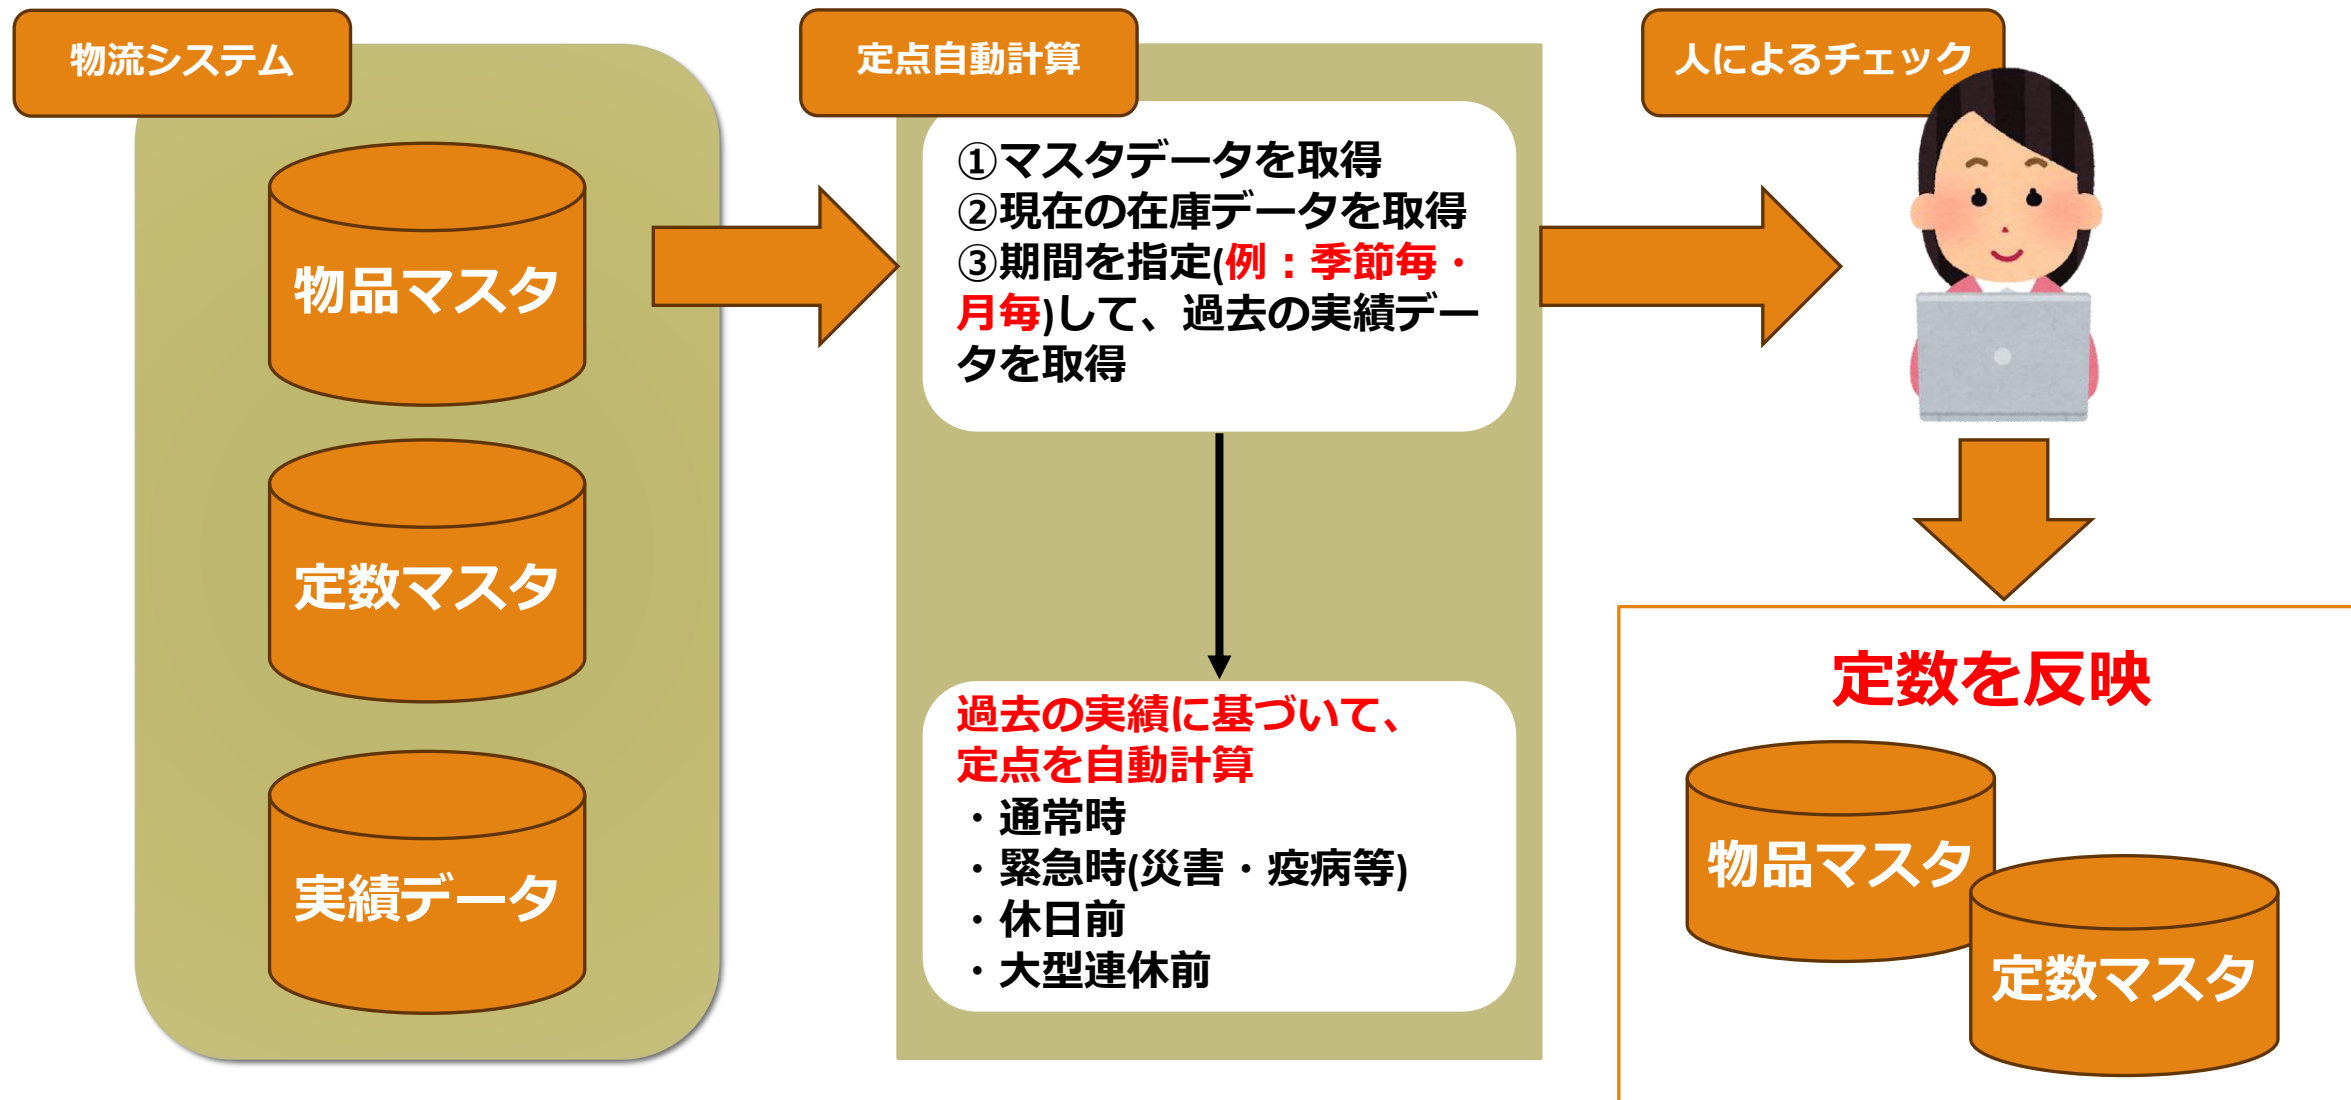 物流システム
物品マスタ
定数マスタ
実績データ
定点自動計算
①マスタデータを取得
②現在の在庫データを取得
③期間を指定(例：季節毎・
月毎)して、過去の実績デー
タを取得
過去の実績に基づいて、
定点を自動計算
・通常時
・緊急時(災害・疫病等)
・休日前
・大型連休前
人によるチェック
定数を反映
物品マスタ
定数マスタ